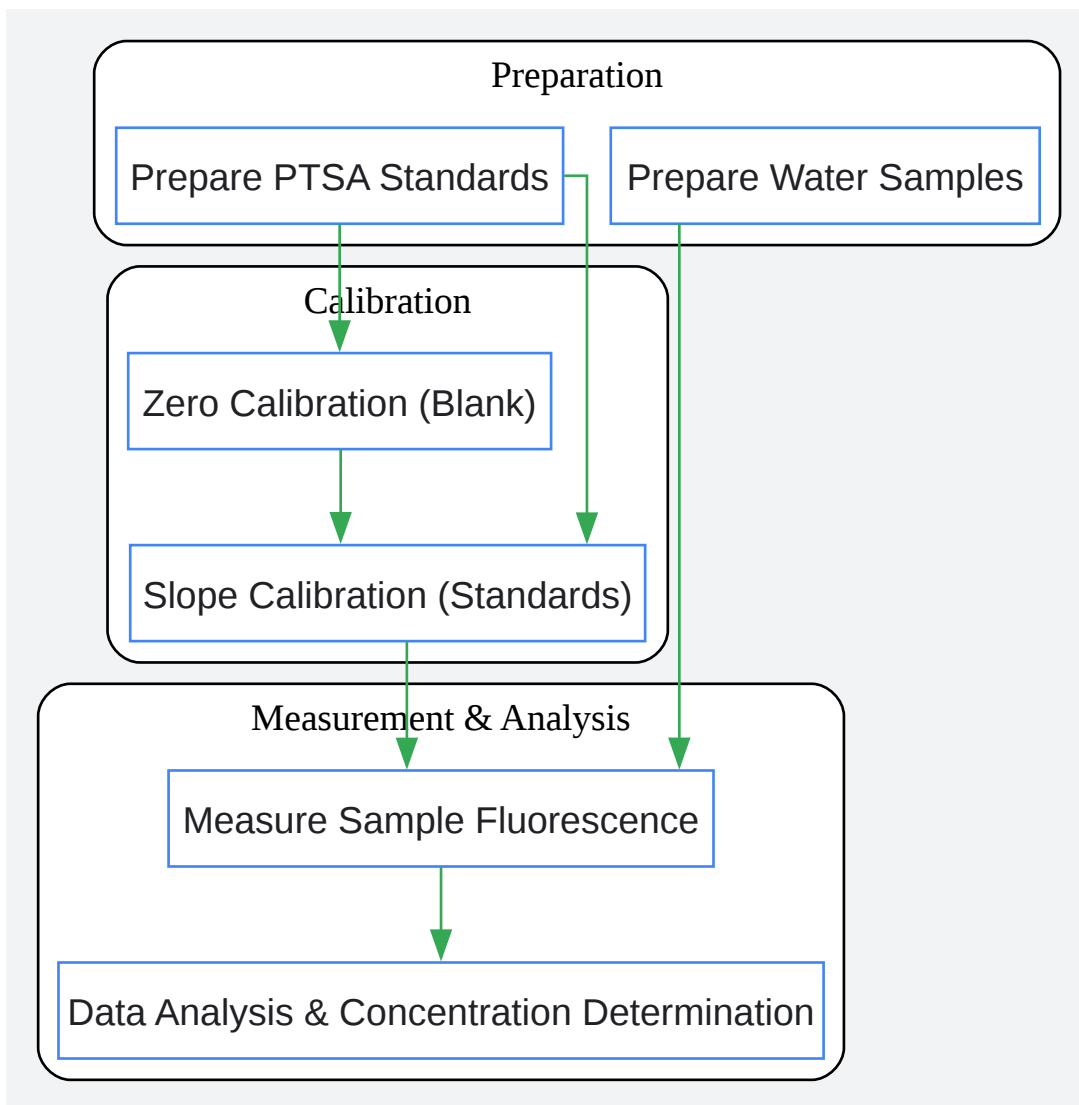 Preparation
Prepare PTSA Standards
Prepare Water Samples
Calibration
Zero Calibration (Blank)
Slope Calibration (Standards)
Measurement & Analysis
Measure Sample Fluorescence
Data Analysis & Concentration Determination